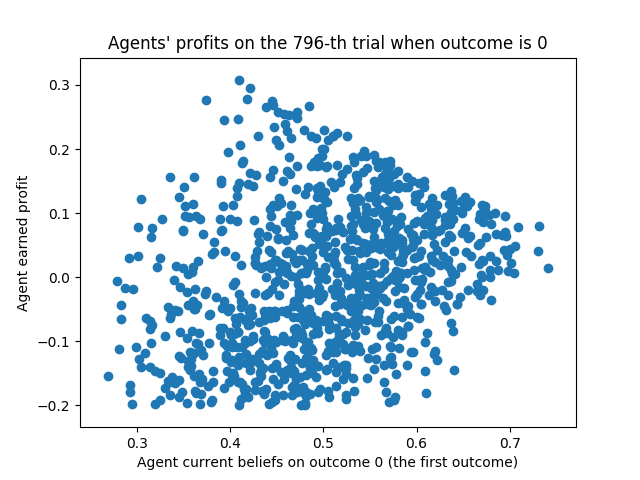 Agents' profits on the 796-th trial when outcome is 0
Agent earned profit
0.3
0.2
0.1
0.0
−0.1
−0.2
0.3 0.4 0.5 0.6 0.7
Agent current beliefs on outcome 0 (the first outcome)